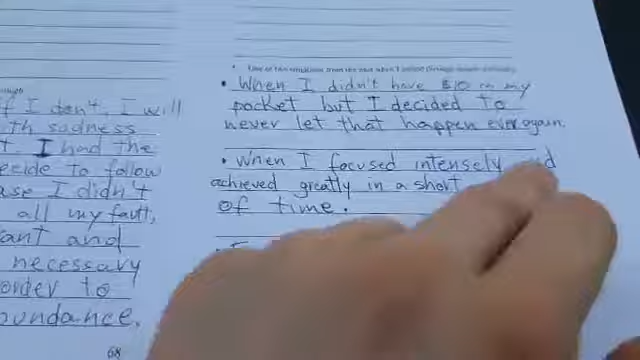 f I don't, I will
th sadness
t. I had the
ecide to follow
ase I didn't
all my fault,
ant and
necessary
order to
bundance.
68
• When I didn't have $10 in my
pocket but I decided to
never let that happen ever again.
• When I focused intensely and
achieved greatly in a short
of time.